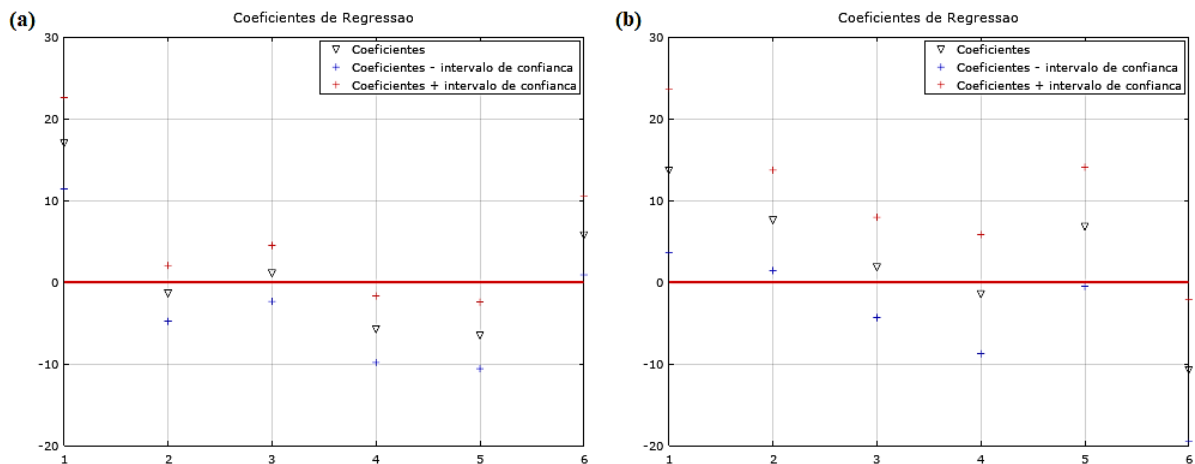 (a)
Coeficientes de Regressao
30
Coeficientes
Coeficientes - intervalo de confianca
Coeficientes + intervalo de confianca
20
10
0
-10
-20
1 2 3 4 5 6
(b)
Coeficientes de Regressao
30
Coeficientes
Coeficientes - intervalo de confianca
Coeficientes + intervalo de confianca
20
10
0
-10
-20
1 2 3 4 5 6